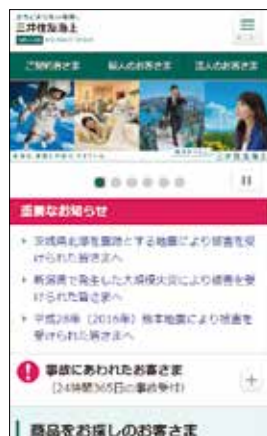 三井住友海上
ご契約者さま 個人のお客さま 法人のお客さま
三井住友海上
重要なお知らせ
茨城県北部を震源とする地震により被害を受
けられた皆さまへ
新潟県で発生した大規模火災により被害を受
けられた皆さまへ
平成28年（2016年）熊本地震により被害を
受けられた皆さまへ
事故にあわれたお客さま
(24時間365日の事故受付)
商品をお探しのお客さま